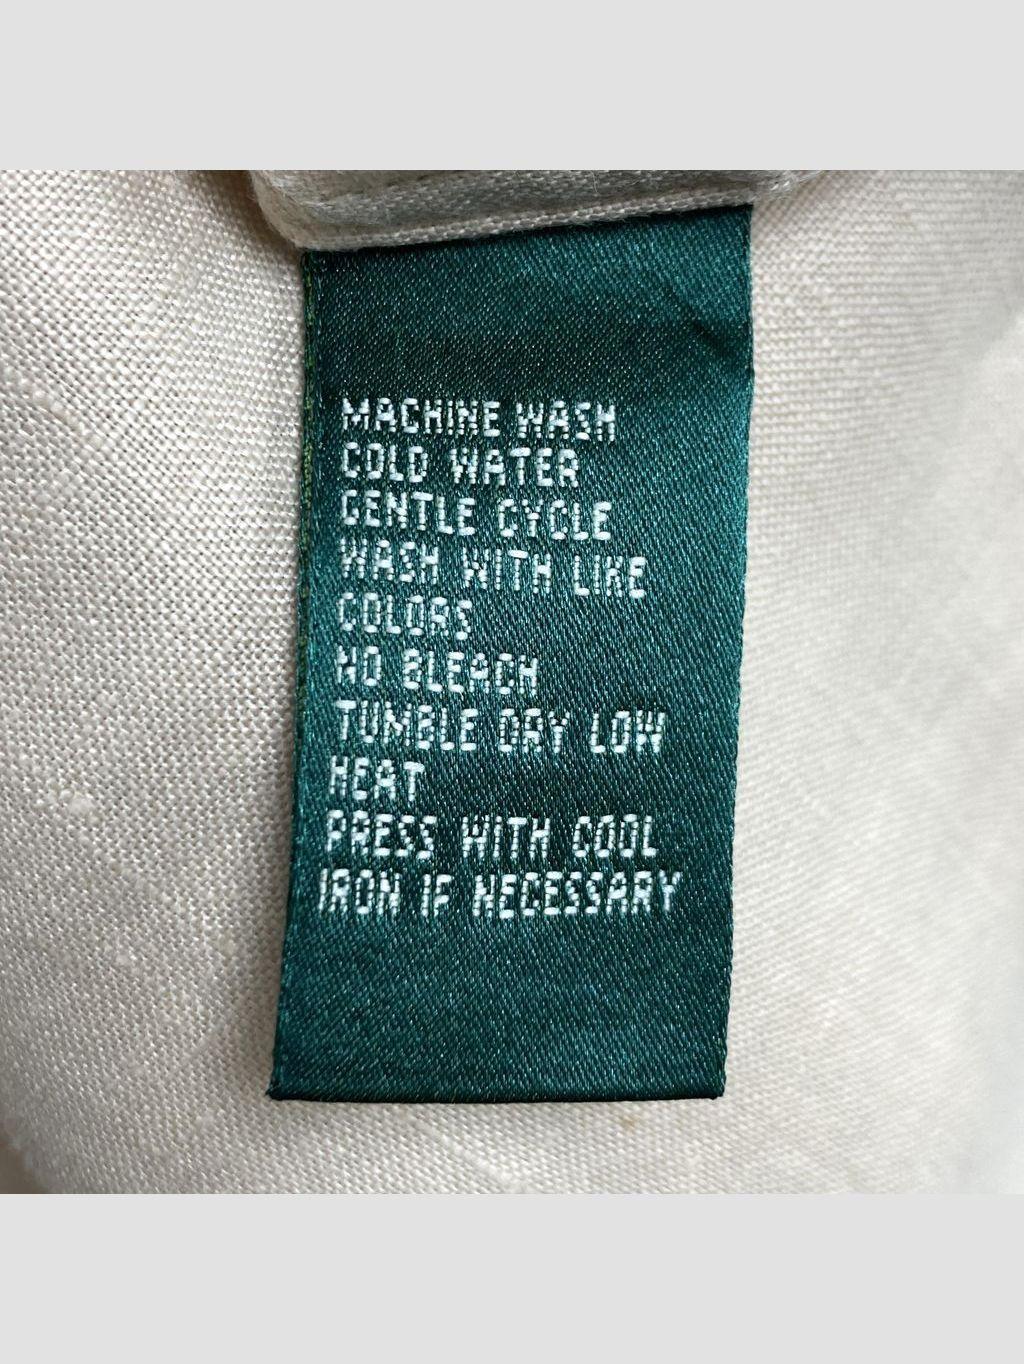 MACHINE WASH
COLD WATER
GENTLE CYCLE
WASH WITH LIKE
COLORS
NO BLEACH
TUMBLE DRY LOW
HEAT
PRESS WITH COOL
IRON IF NECESSARY